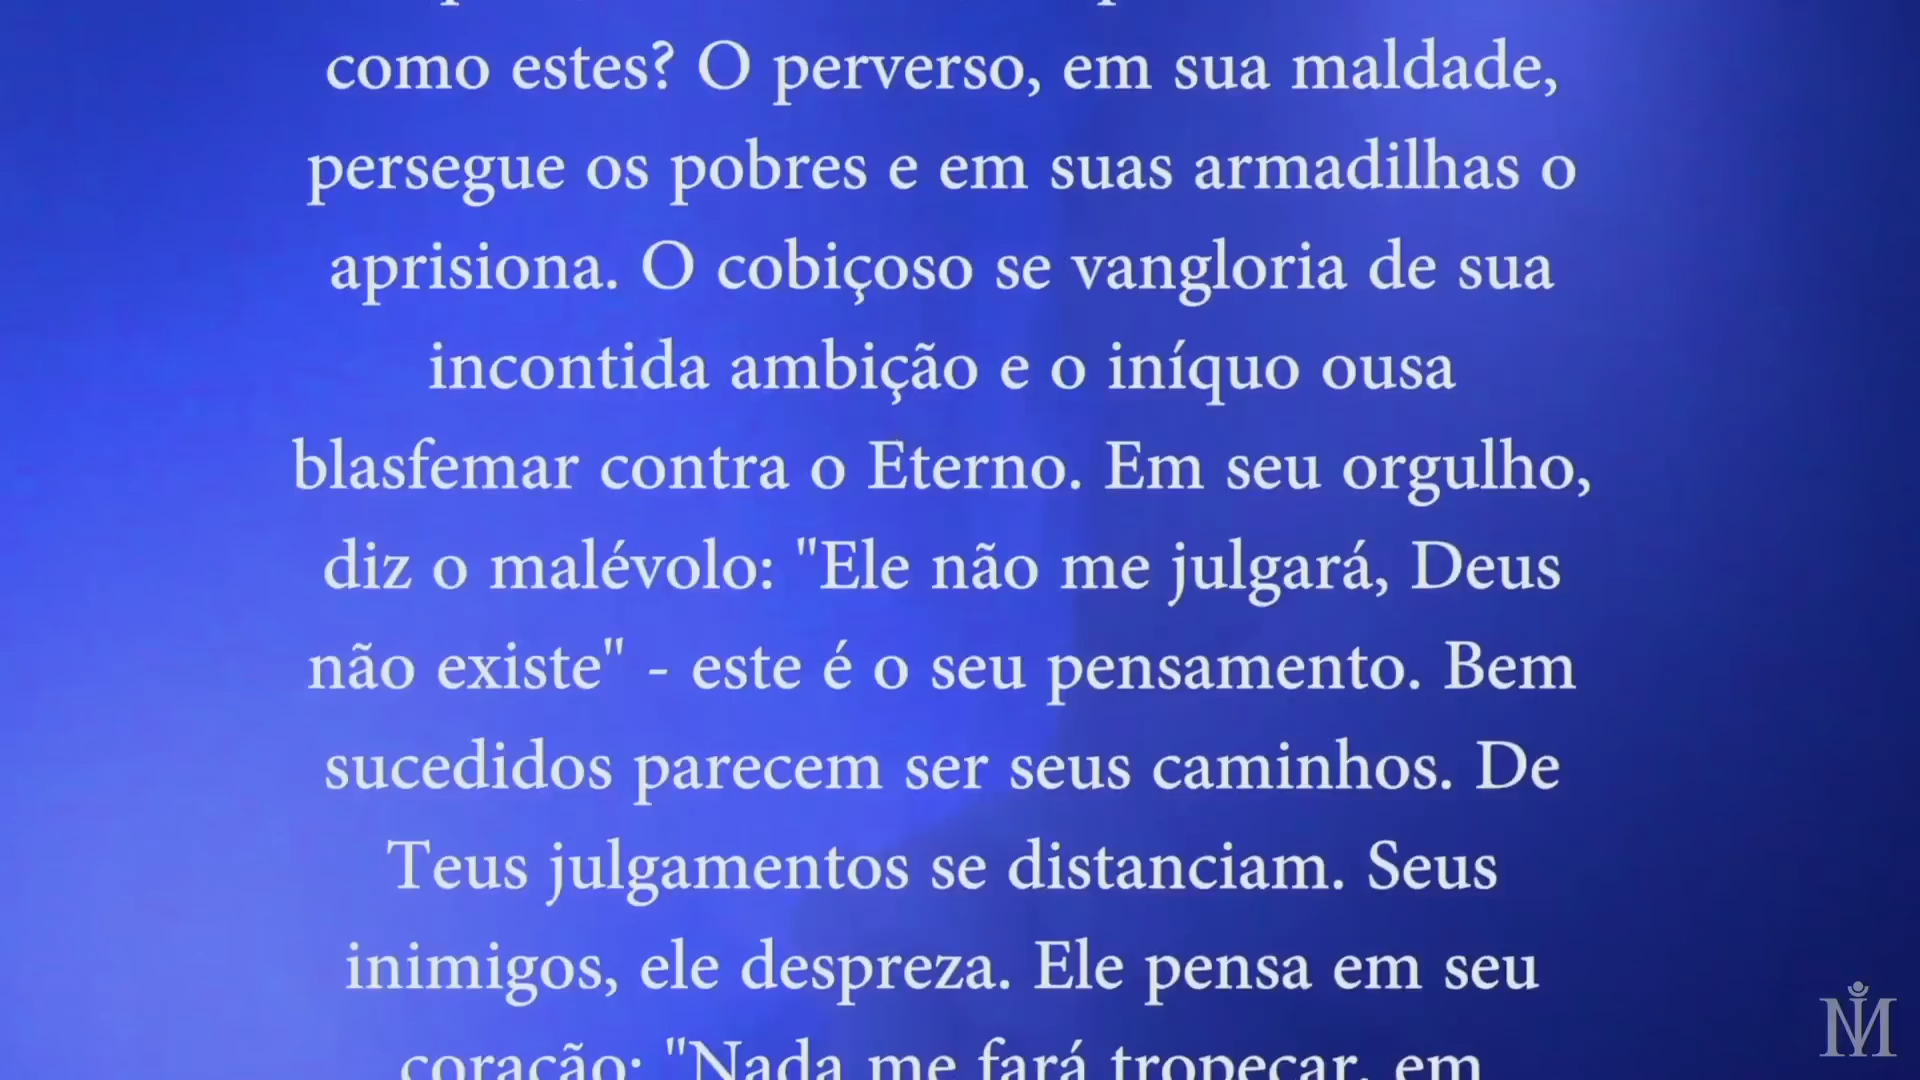 como estes? O perverso, em sua maldade,
persegue os pobres e em suas armadilhas o
aprisiona. O cobiçoso se vangloria de sua
incontida ambição e o iníquo ousa
blasfemar contra o Eterno. Em seu orgulho,
diz o malévolo: "Ele não me julgará, Deus
não existe" - este é o seu pensamento. Bem
sucedidos parecem ser seus caminhos. De
Teus julgamentos se distanciam. Seus
inimigos, ele despreza. Ele pensa em seu
coração: "Nada me fará tropeçar, em